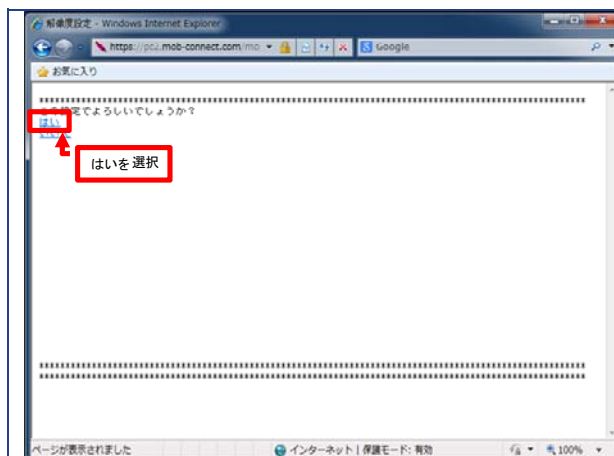 解像度設定 - Windows Internet Explorer
https://pc2.mob-connect.com/mo
Google
お気に入り
この設定でよろしいでしょうか？
はい
はいを選択
ページが表示されました
インターネット | 保護モード: 有効
100%